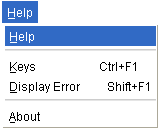 Help
Help
Keys Ctrl+F1
Display Error Shift+F1
About